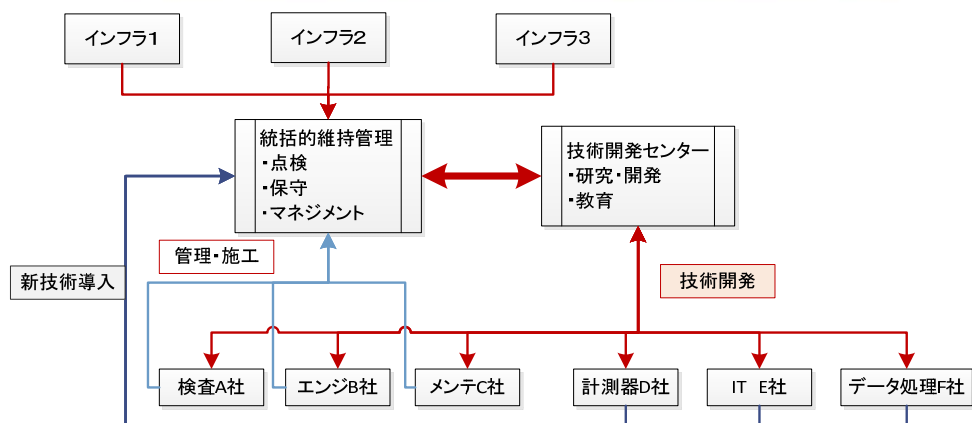 インフラ1
インフラ2
インフラ3
統括的維持管理
・点検
・保守
・マネジメント
技術開発センター
・研究・開発
・教育
管理・施工
新技術導入
技術開発
検査A社
エンジB社
メンテC社
計測器D社
IT E社
データ処理F社